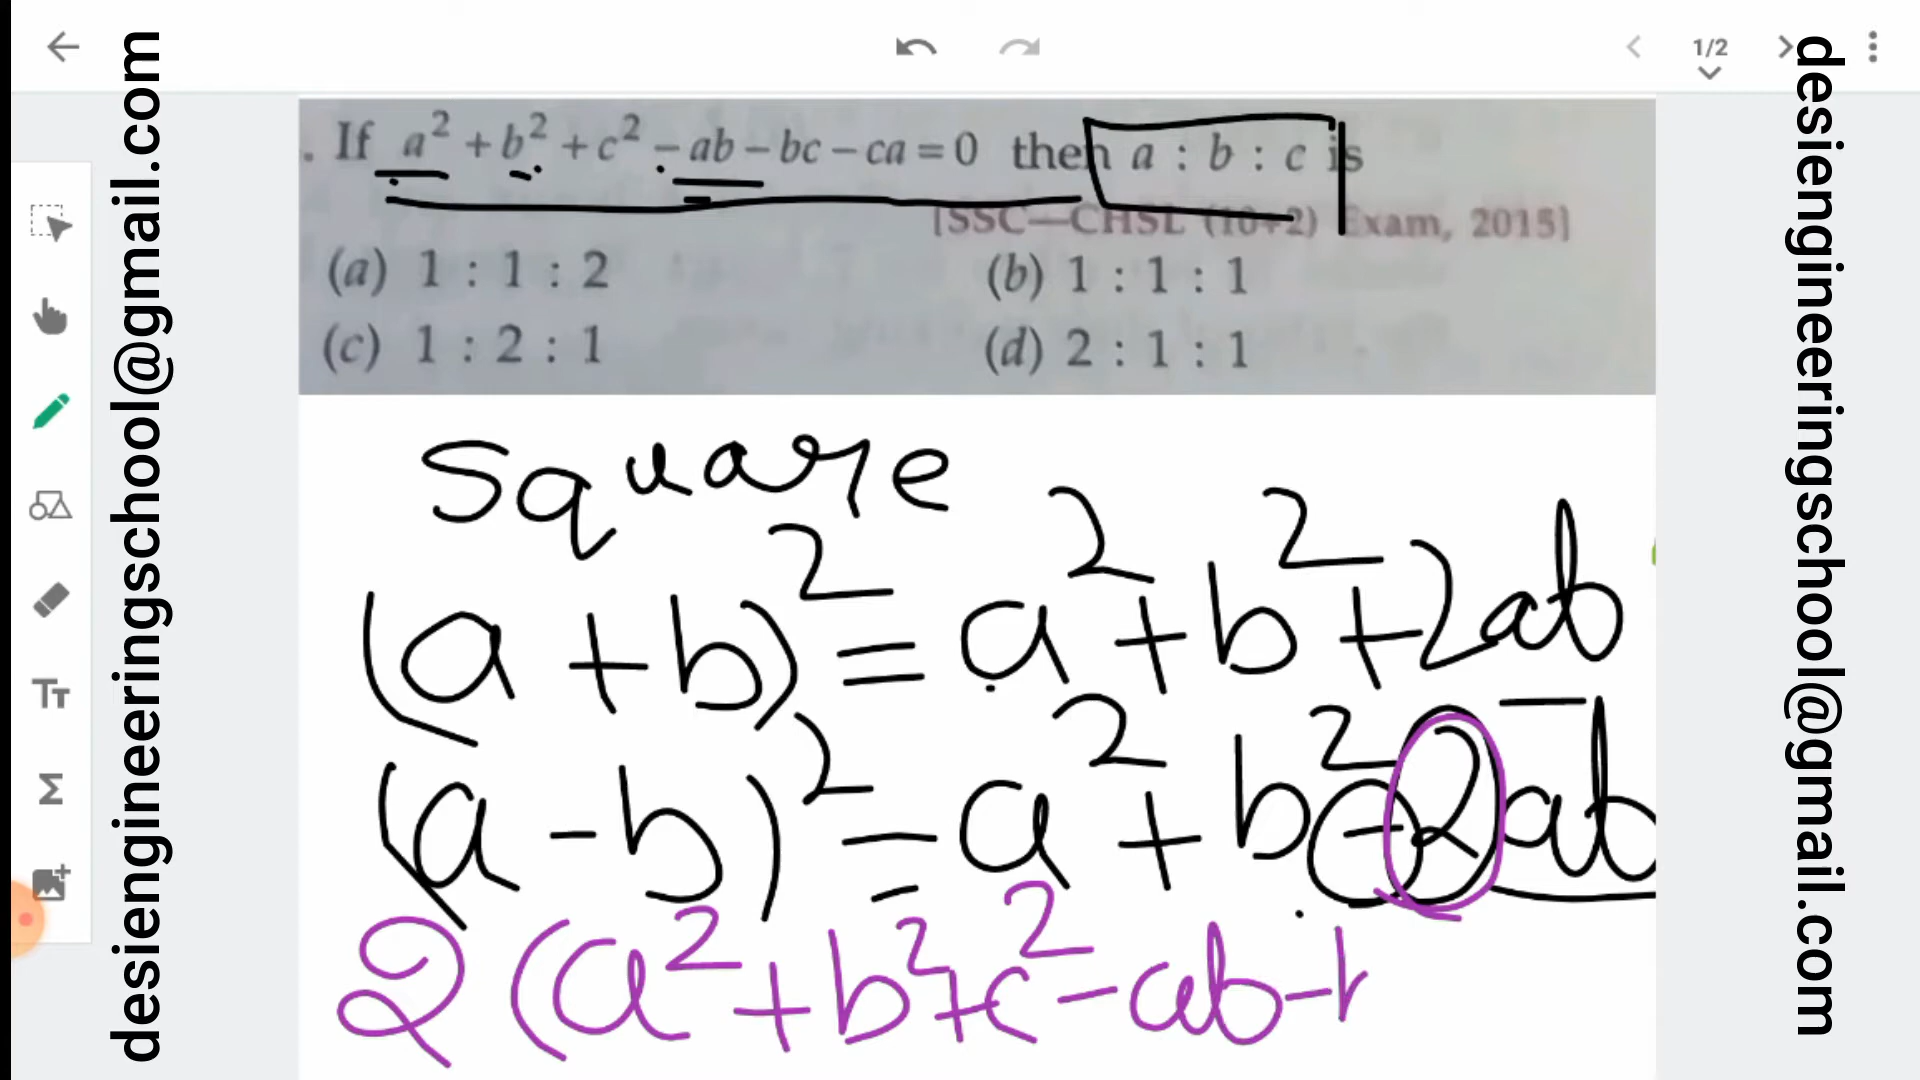 1/2
desiengineeringschool@gmail.com
. If a² + b² + c² – ab – bc – ca = 0 then a : b : c is
[SSC—CHSL (10+2) Exam, 2015]
(a) 1 : 1 : 2 (b) 1 : 1 : 1
(c) 1 : 2 : 1 (d) 2 : 1 : 1
square
(a + b)² = a² + b² + 2ab
(a - b)² = a² + b² - 2ab
2 (a² + b² + c² - ab -
Tт
Σ
desiengineeringschool@gmail.com